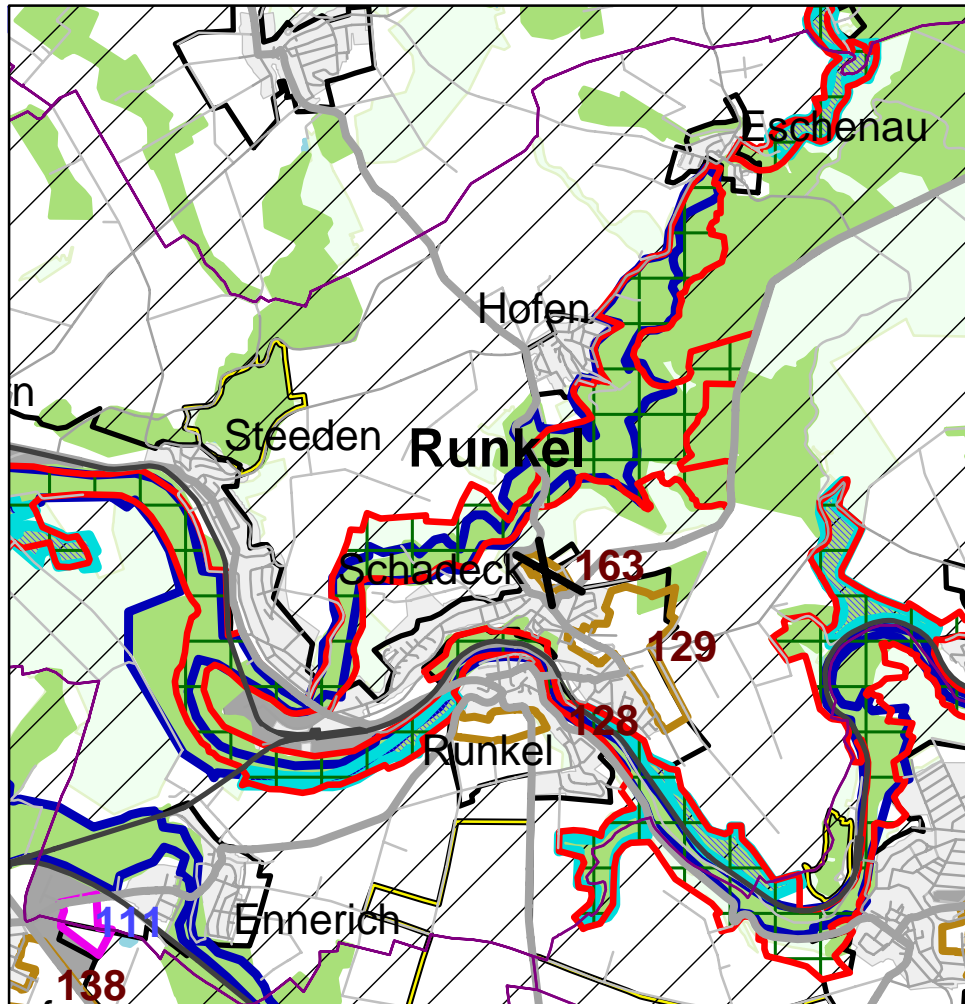 Eschenau
Hofen
n
Steeden
Runkel
Schadeck
163
129
128
Runkel
111
Ennerich
138